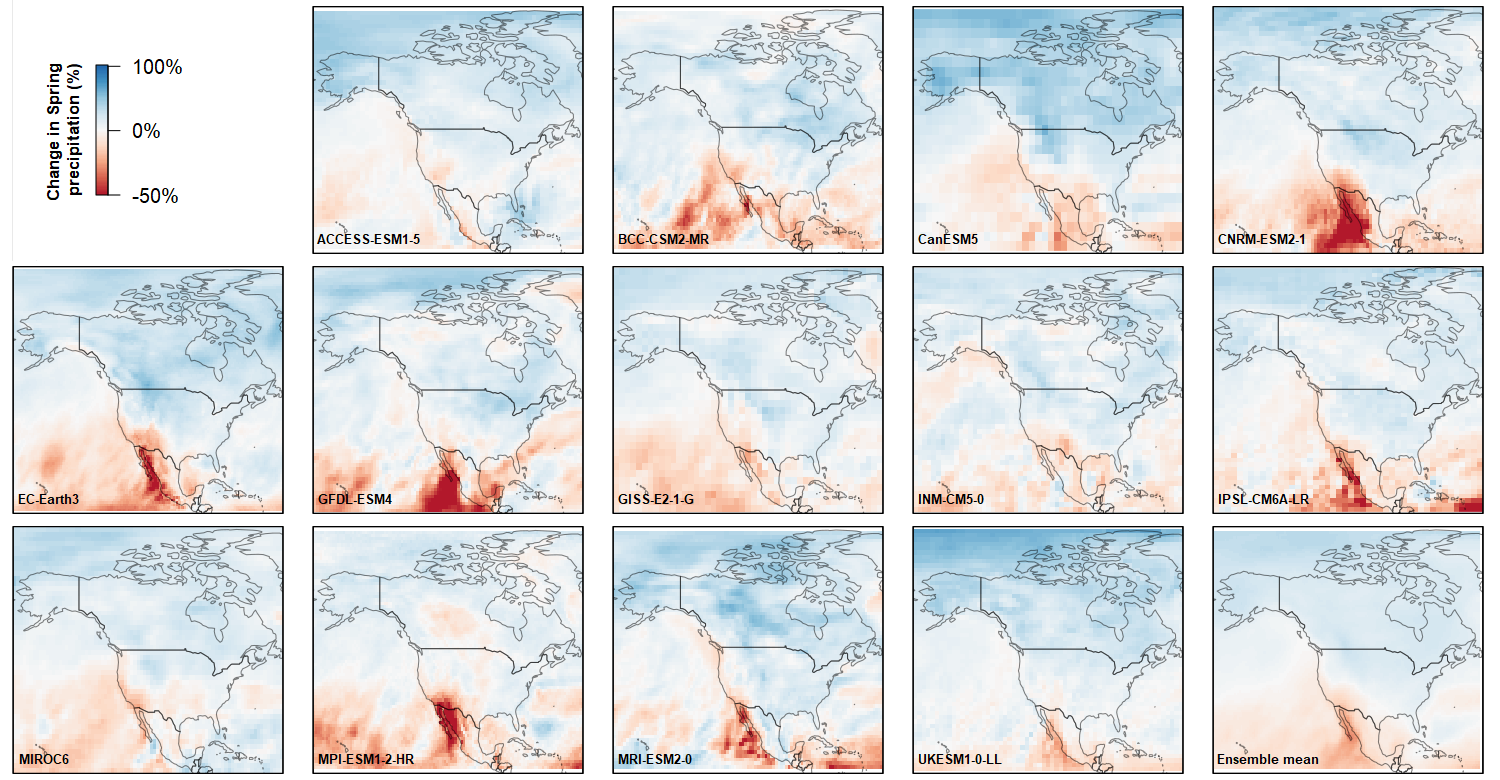 Change in Spring
precipitation (%)
100%
0%
-50%
ACCESS-ESM1-5
BCC-CSM2-MR
CanESM5
CNRM-ESM2-1
EC-Earth3
GFDL-ESM4
GISS-E2-1-G
INM-CM5-0
IPSL-CM6A-LR
MIROC6
MPI-ESM1-2-HR
MRI-ESM2-0
UKESM1-0-LL
Ensemble mean